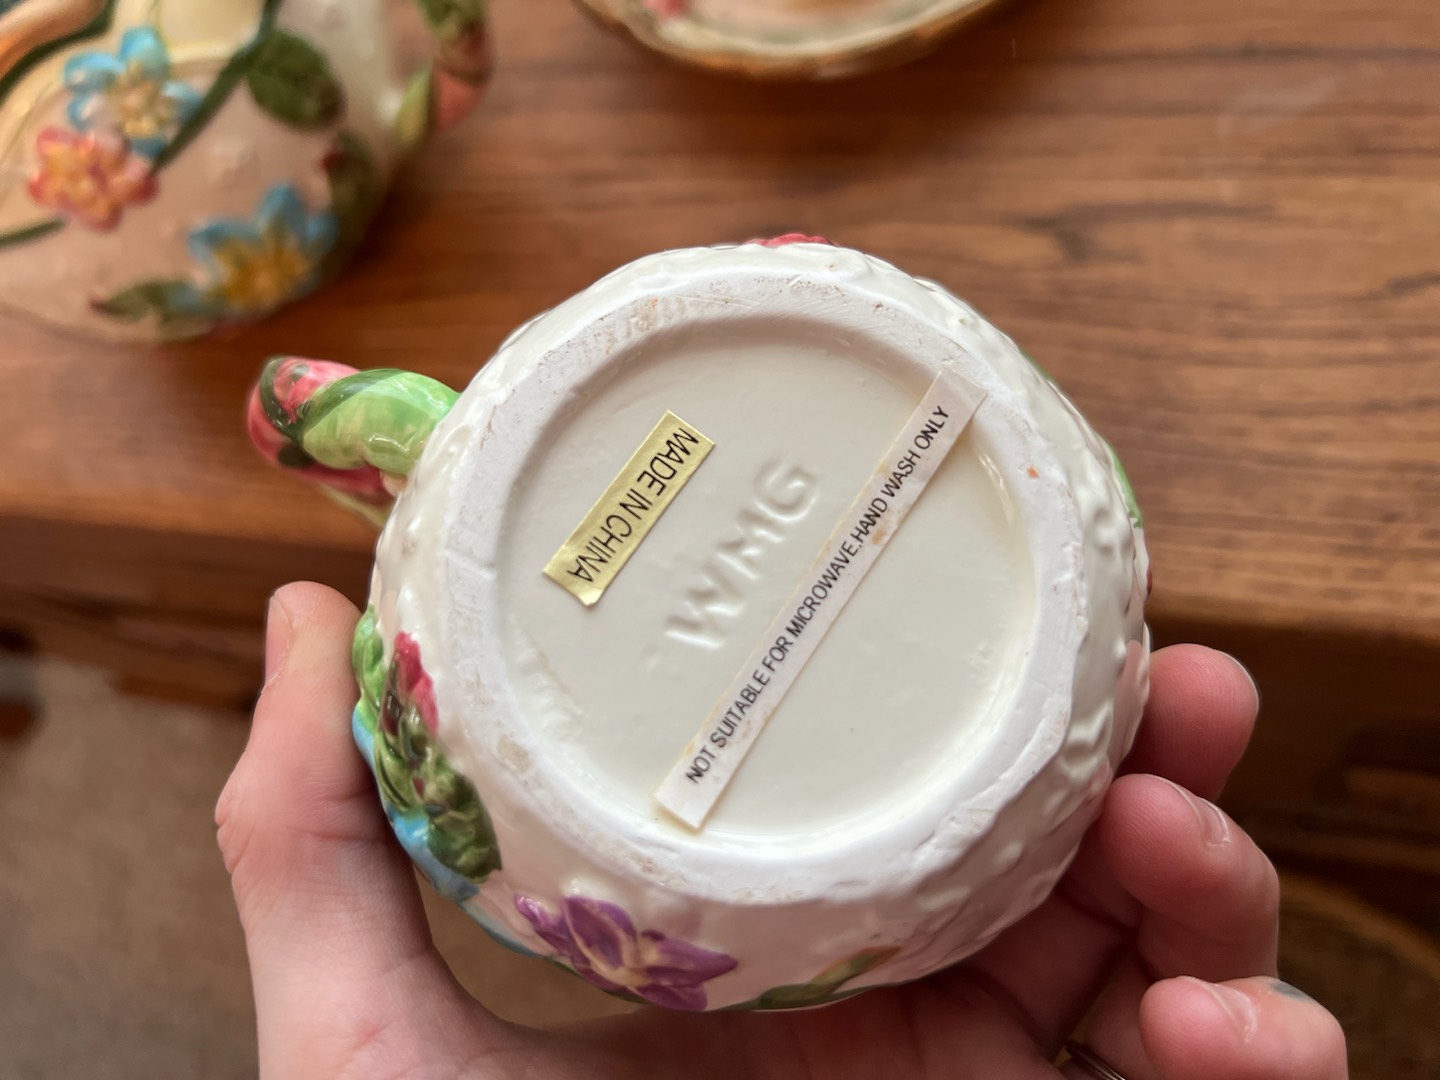 MADE IN CHINA
WMG
NOT SUITABLE FOR MICROWAVE.HAND WASH ONLY